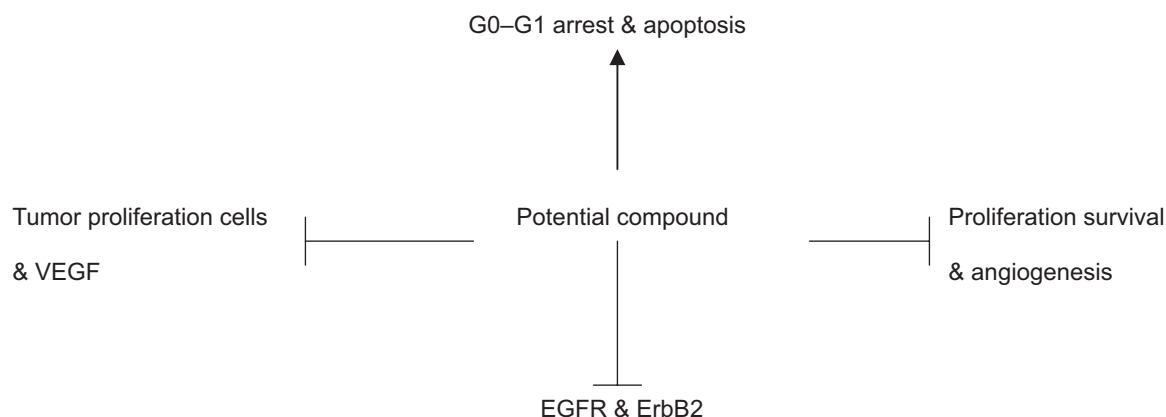 G0–G1 arrest & apoptosis
Tumor proliferation cells
& VEGF
Potential compound
Proliferation survival
& angiogenesis
EGFR & ErbB2